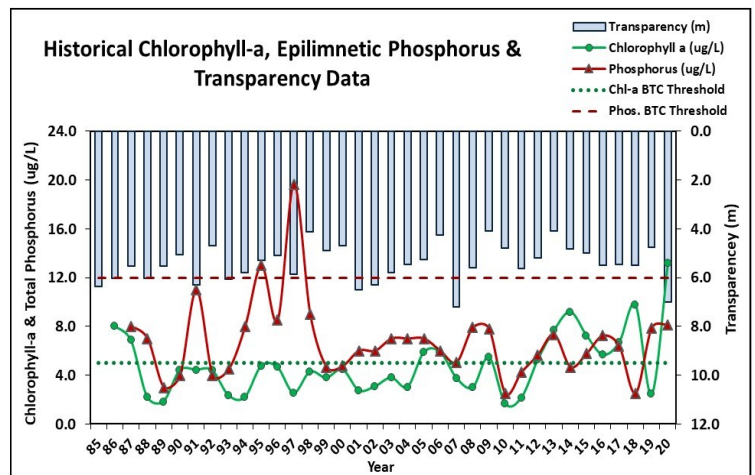 Historical Chlorophyll-a, Epilimnetic Phosphorus &
Transparency Data
Transparency (m)
Chlorophyll a (ug/L)
Phosphorus (ug/L)
Chl-a BTC Threshold
Phos. BTC Threshold
Chlorophyll-a & Total Phosphorus (ug/L)
24.0
20.0
16.0
12.0
8.0
4.0
0.0
0.0
2.0
4.0
6.0
8.0
10.0
12.0
Transparencey (m)
85 86 87 88 89 90 91 92 93 94 95 96 97 98 99 00 01 02 03 04 05 06 07 08 09 10 11 12 13 14 15 16 17 18 19 20
Year